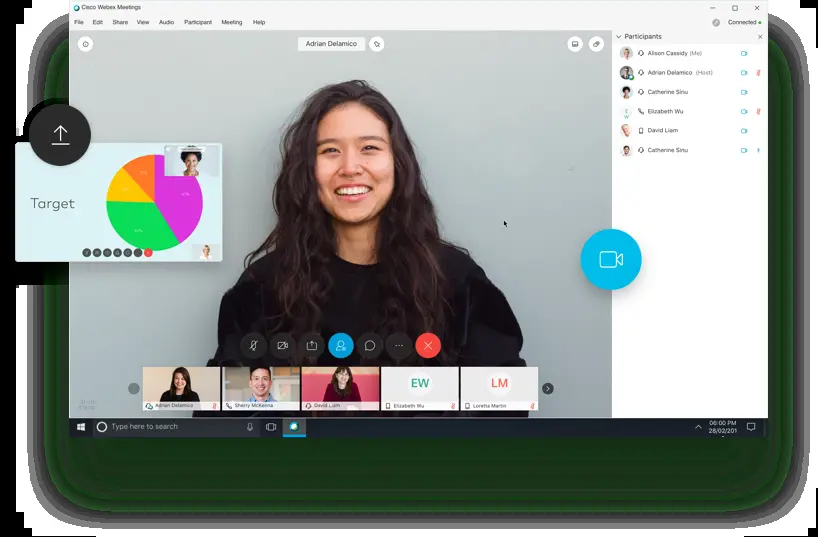 Cisco Webex Meetings
File Edit Share View Audio Participant Meeting Help
Connected
Adrian Delamico
Participants
Alison Cassidy (Me)
Adrian Delamico (Host)
Catherine Sinu
EW
Elizabeth Wu
David Liam
Catherine Sinu
Target
EW
LM
Adrian Delamico
Sherry McKenna
David Liam
Elizabeth Wu
Loretta Martin
Type here to search
06:00 PM
28/02/201